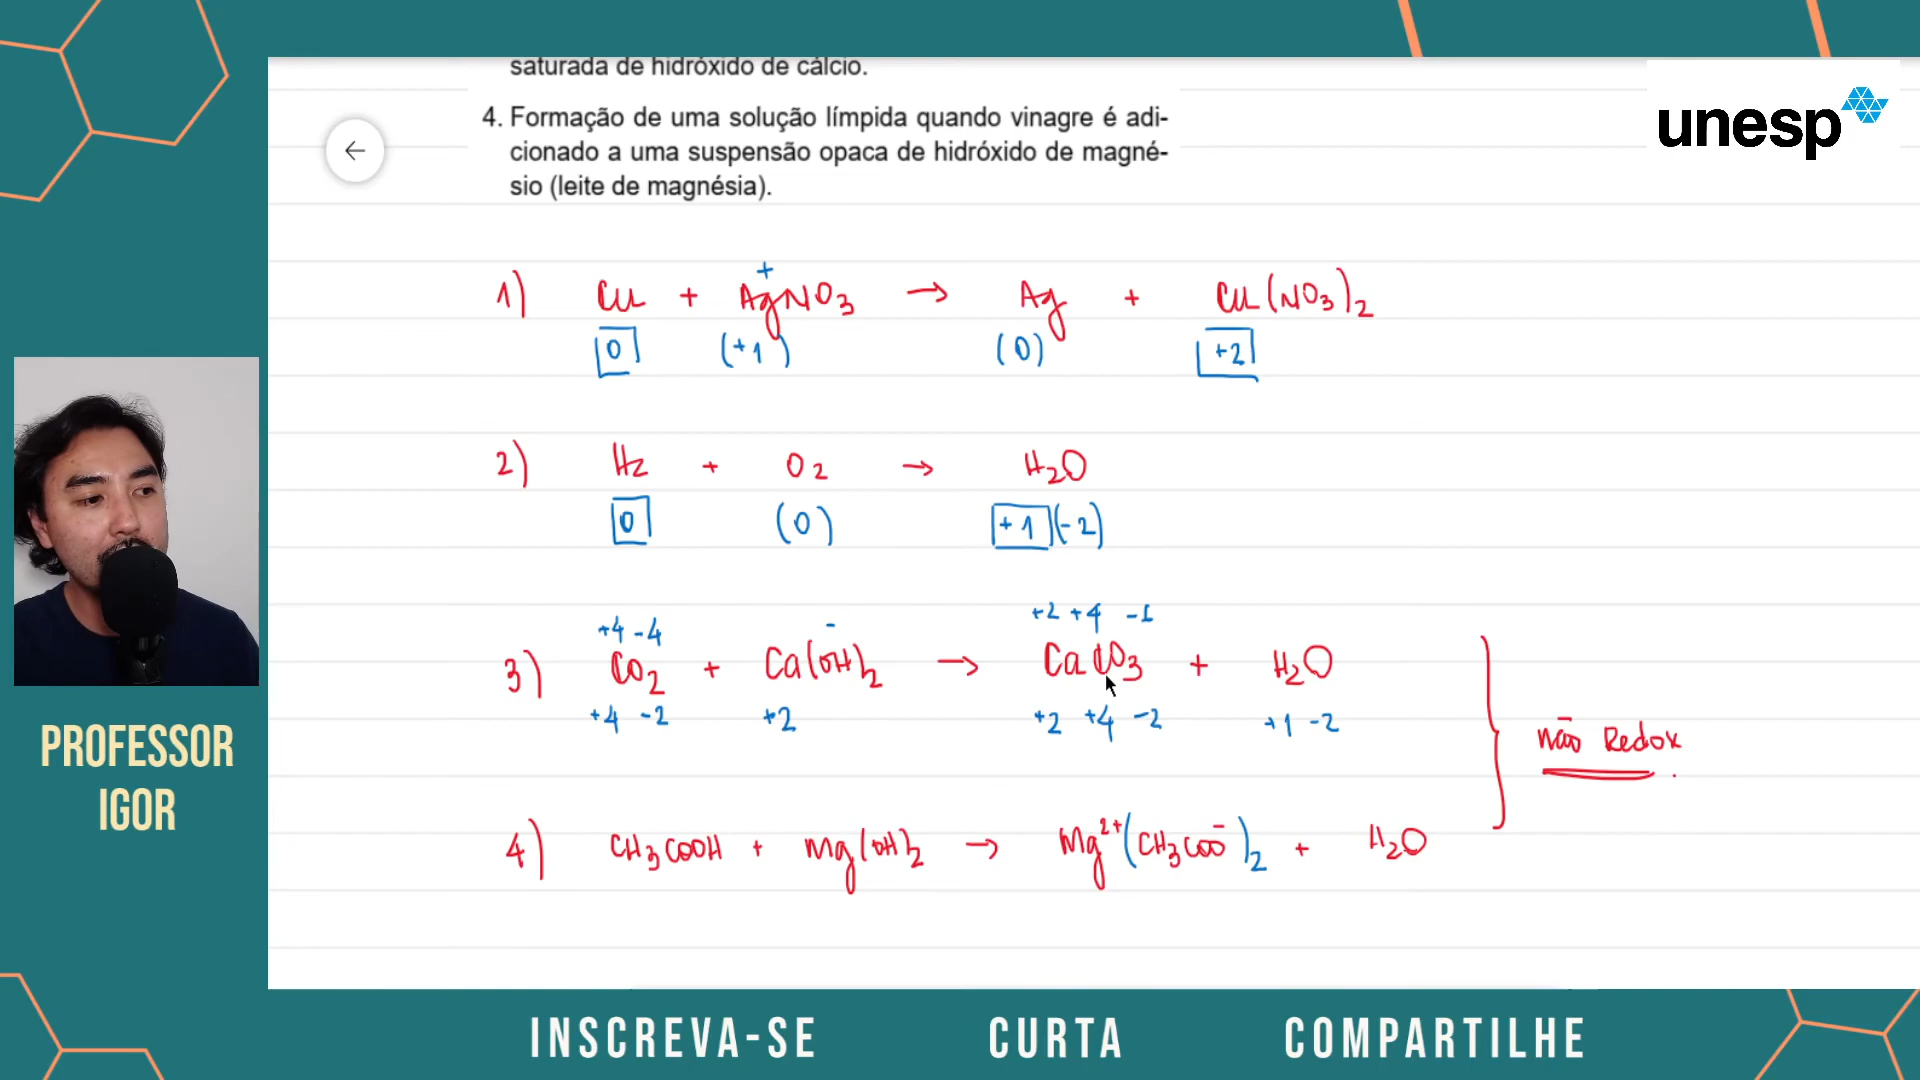 saturada de hidróxido de cálcio.
4. Formação de uma solução límpida quando vinagre é adi-
cionado a uma suspensão opaca de hidróxido de magné-
sio (leite de magnésia).
unesp
+
1) Cu + AgNO3 → Ag + Cu(NO3)2
0 (+1) (0) +2
2) H2 + O2 → H2O
0 (0) +1 (-2)
+4 -4 - +2 +4 -6
3) CO2 + Ca(OH)2 → CaCO3 + H2O
+4 -2 +2 +2 +4 -2 +1 -2
não Redox
4) CH3COOH + Mg(OH)2 → Mg2+(CH3COO-)2 + H2O
PROFESSOR
IGOR
INSCREVA-SE CURTA COMPARTILHE